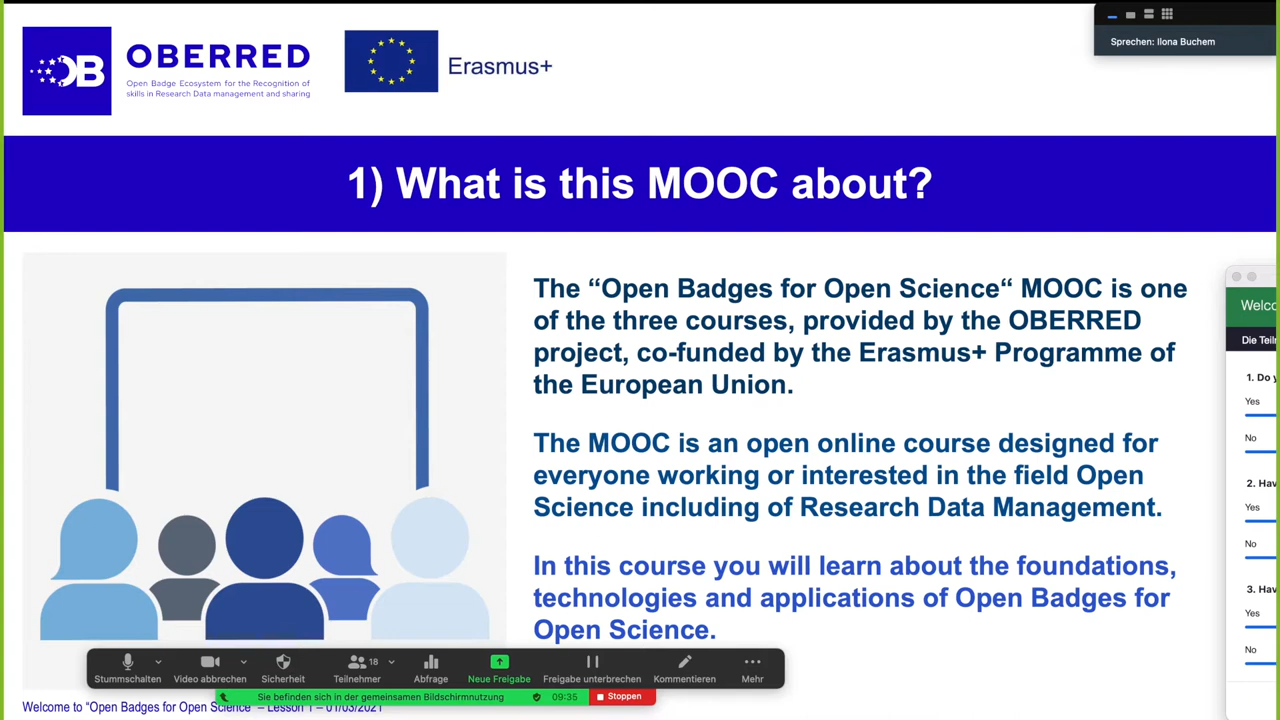 OBERRED
Open Badge Ecosystem for the Recognition of
skills in Research Data management and sharing
OB
Erasmus+
Sprechen: Ilona Buchem
1) What is this MOOC about?
The “Open Badges for Open Science“ MOOC is one
of the three courses, provided by the OBERRED
project, co-funded by the Erasmus+ Programme of
the European Union.
The MOOC is an open online course designed for
everyone working or interested in the field Open
Science including of Research Data Management.
In this course you will learn about the foundations,
technologies and applications of Open Badges for
Open Science.
Die
1. Do
Yes
No
2.
Yes
No
3.
Yes
No
18
Stummschalten
Video abbrechen
Sicherheit
Teilnehmer
Abfrage
Neue Freigabe
Freigabe unterbrechen
Kommentieren
Mehr
Sie befinden sich in der gemeinsamen Bildschirmnutzung
09:35
Stoppen
Welcome to “Open Badges for Open Science” – Lesson 1 – 01/03/2021